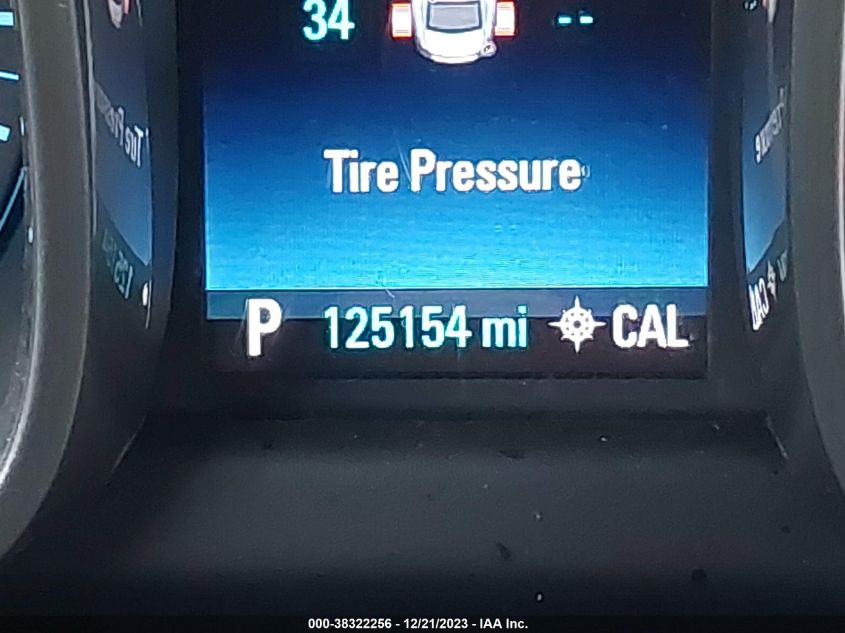 34 --
Tire Pressure
P 125154 mi CAL
000-38322256 - 12/21/2023 - IAA Inc.